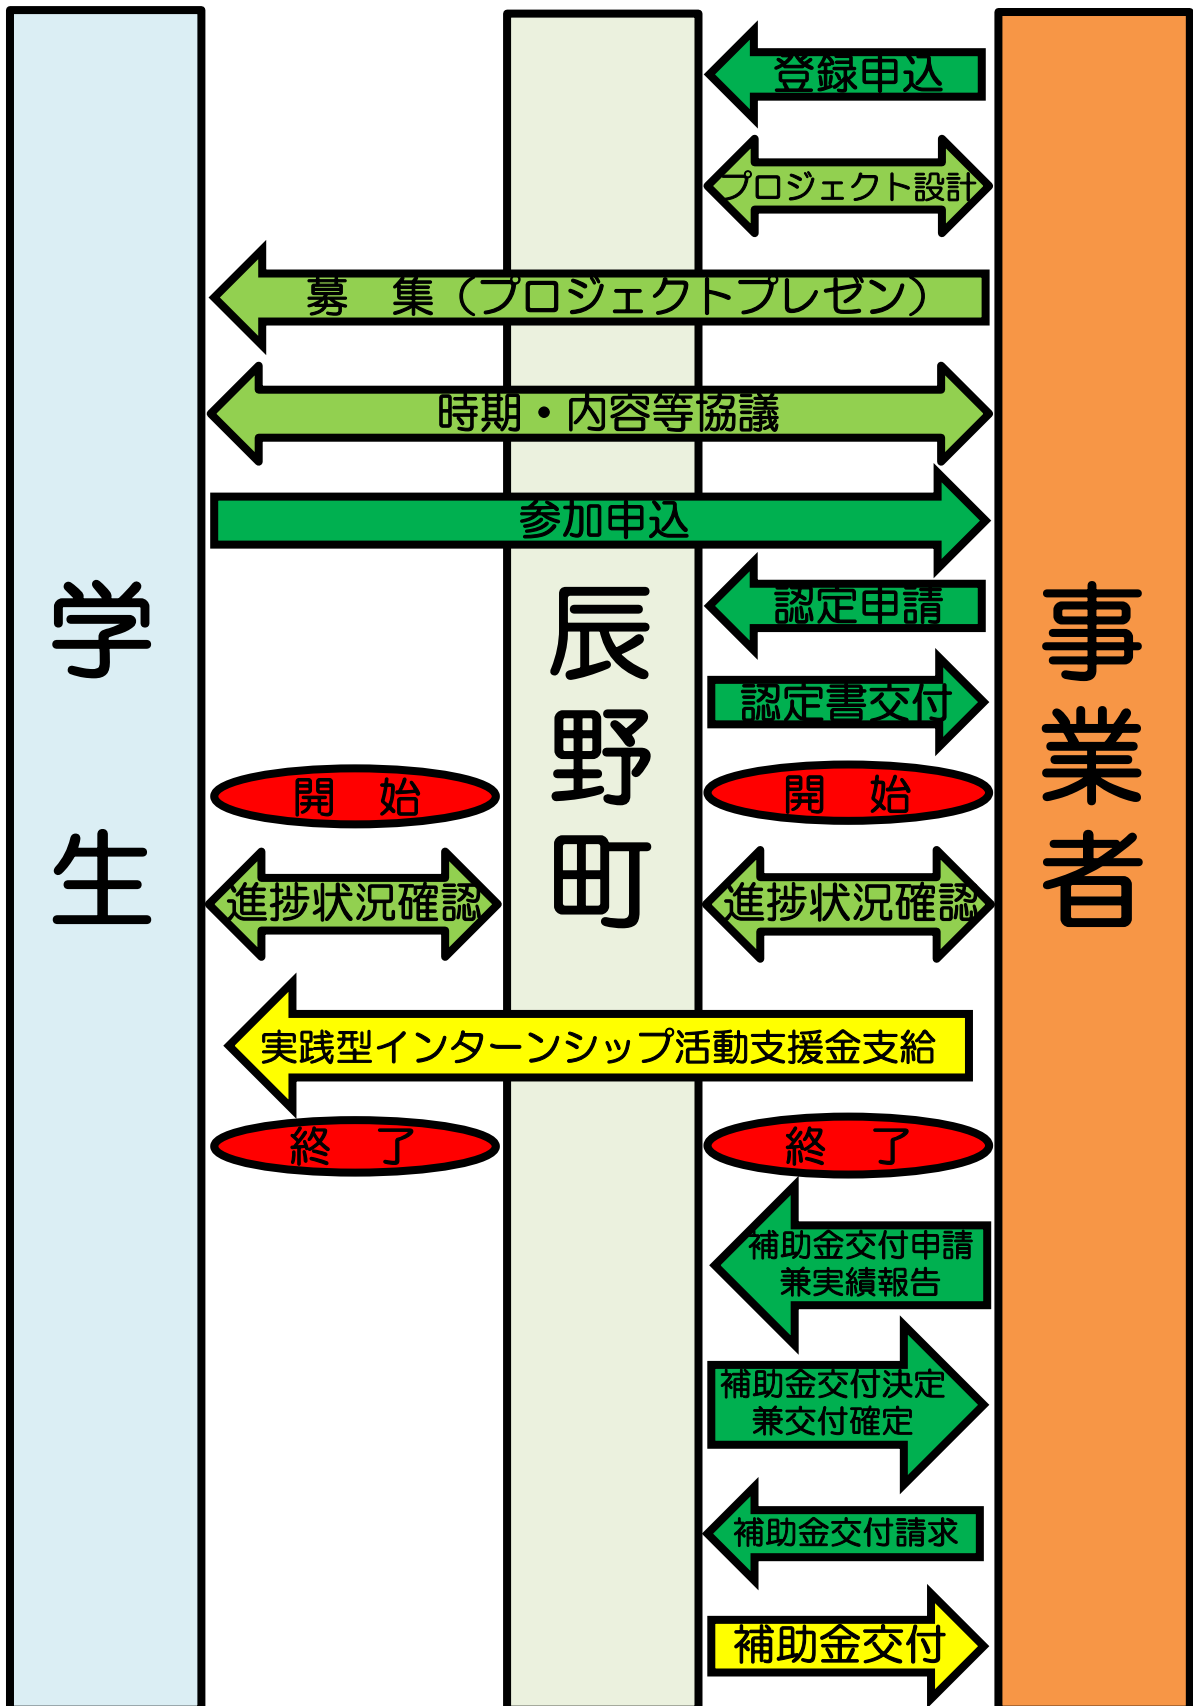 登録申込
プロジェクト設計
募　集（プロジェクトプレゼン）
時期・内容等協議
参加申込
認定申請
認定書交付
学生
辰野町
事業者
開　始
開　始
進捗状況確認
進捗状況確認
実践型インターンシップ活動支援金支給
終　了
終　了
補助金交付申請
兼実績報告
補助金交付決定
兼交付確定
補助金交付請求
補助金交付